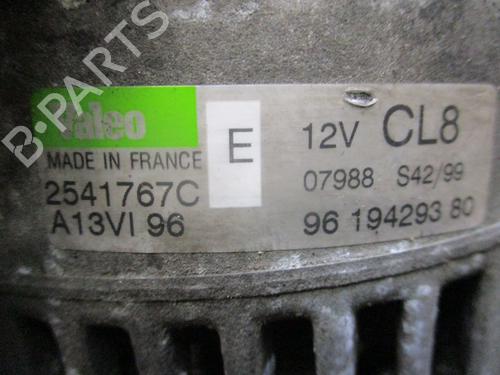 B-PARTS
Valeo
E
12V CL8
MADE IN FRANCE
07988 S42/99
2541767C
A13VI 96
96 194293 80